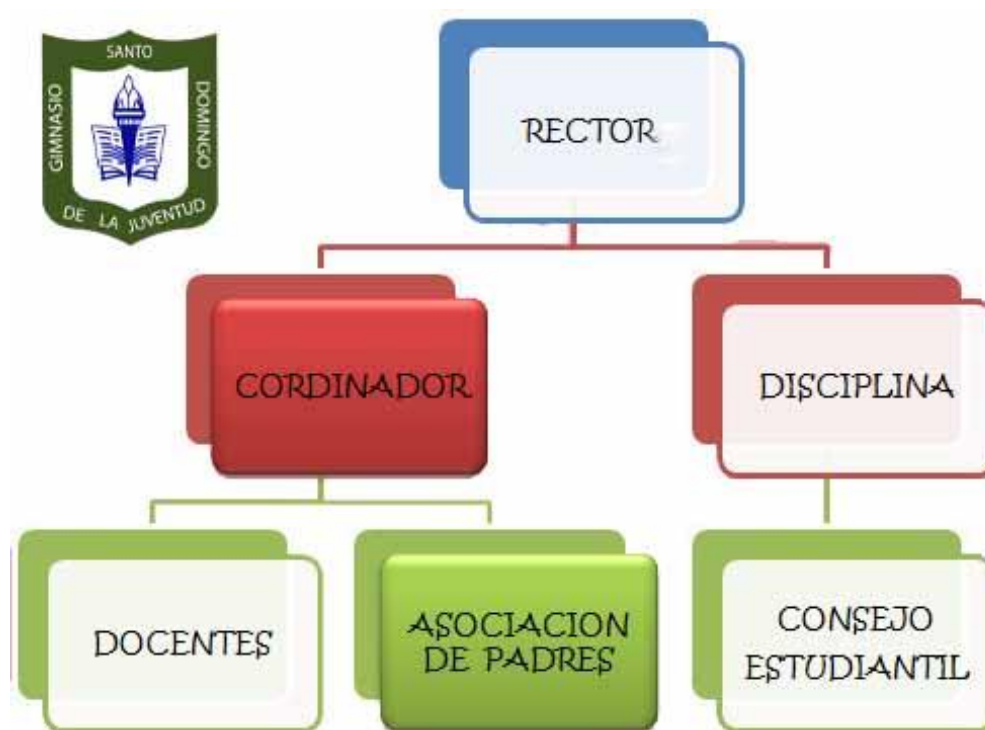 SANTO
GIMNASIO
DOMINGO
DE LA JUVENTUD
RECTOR
CORDINADOR
DISCIPLINA
DOCENTES
ASOCIACION
DE PADRES
CONSEJO
ESTUDIANTIL